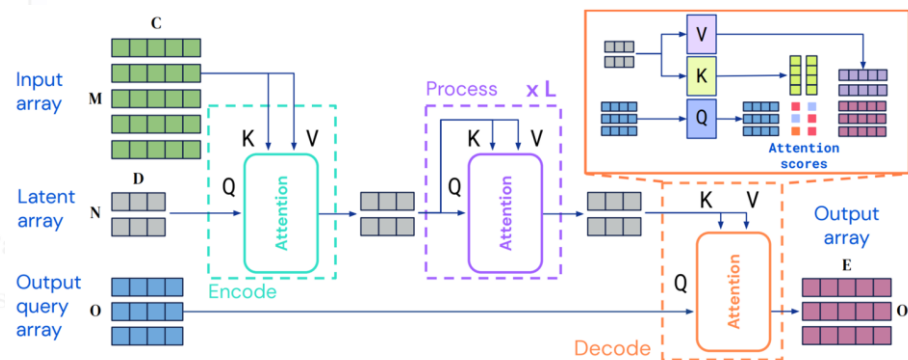 C
Input
array
M
D
Latent
array
N
Output
query
array
O
K
V
Q
Attention
Encode
Process
x L
K
V
Q
Attention
V
K
Q
Attention
scores
K
V
Q
Attention
Decode
Output
array
E
O